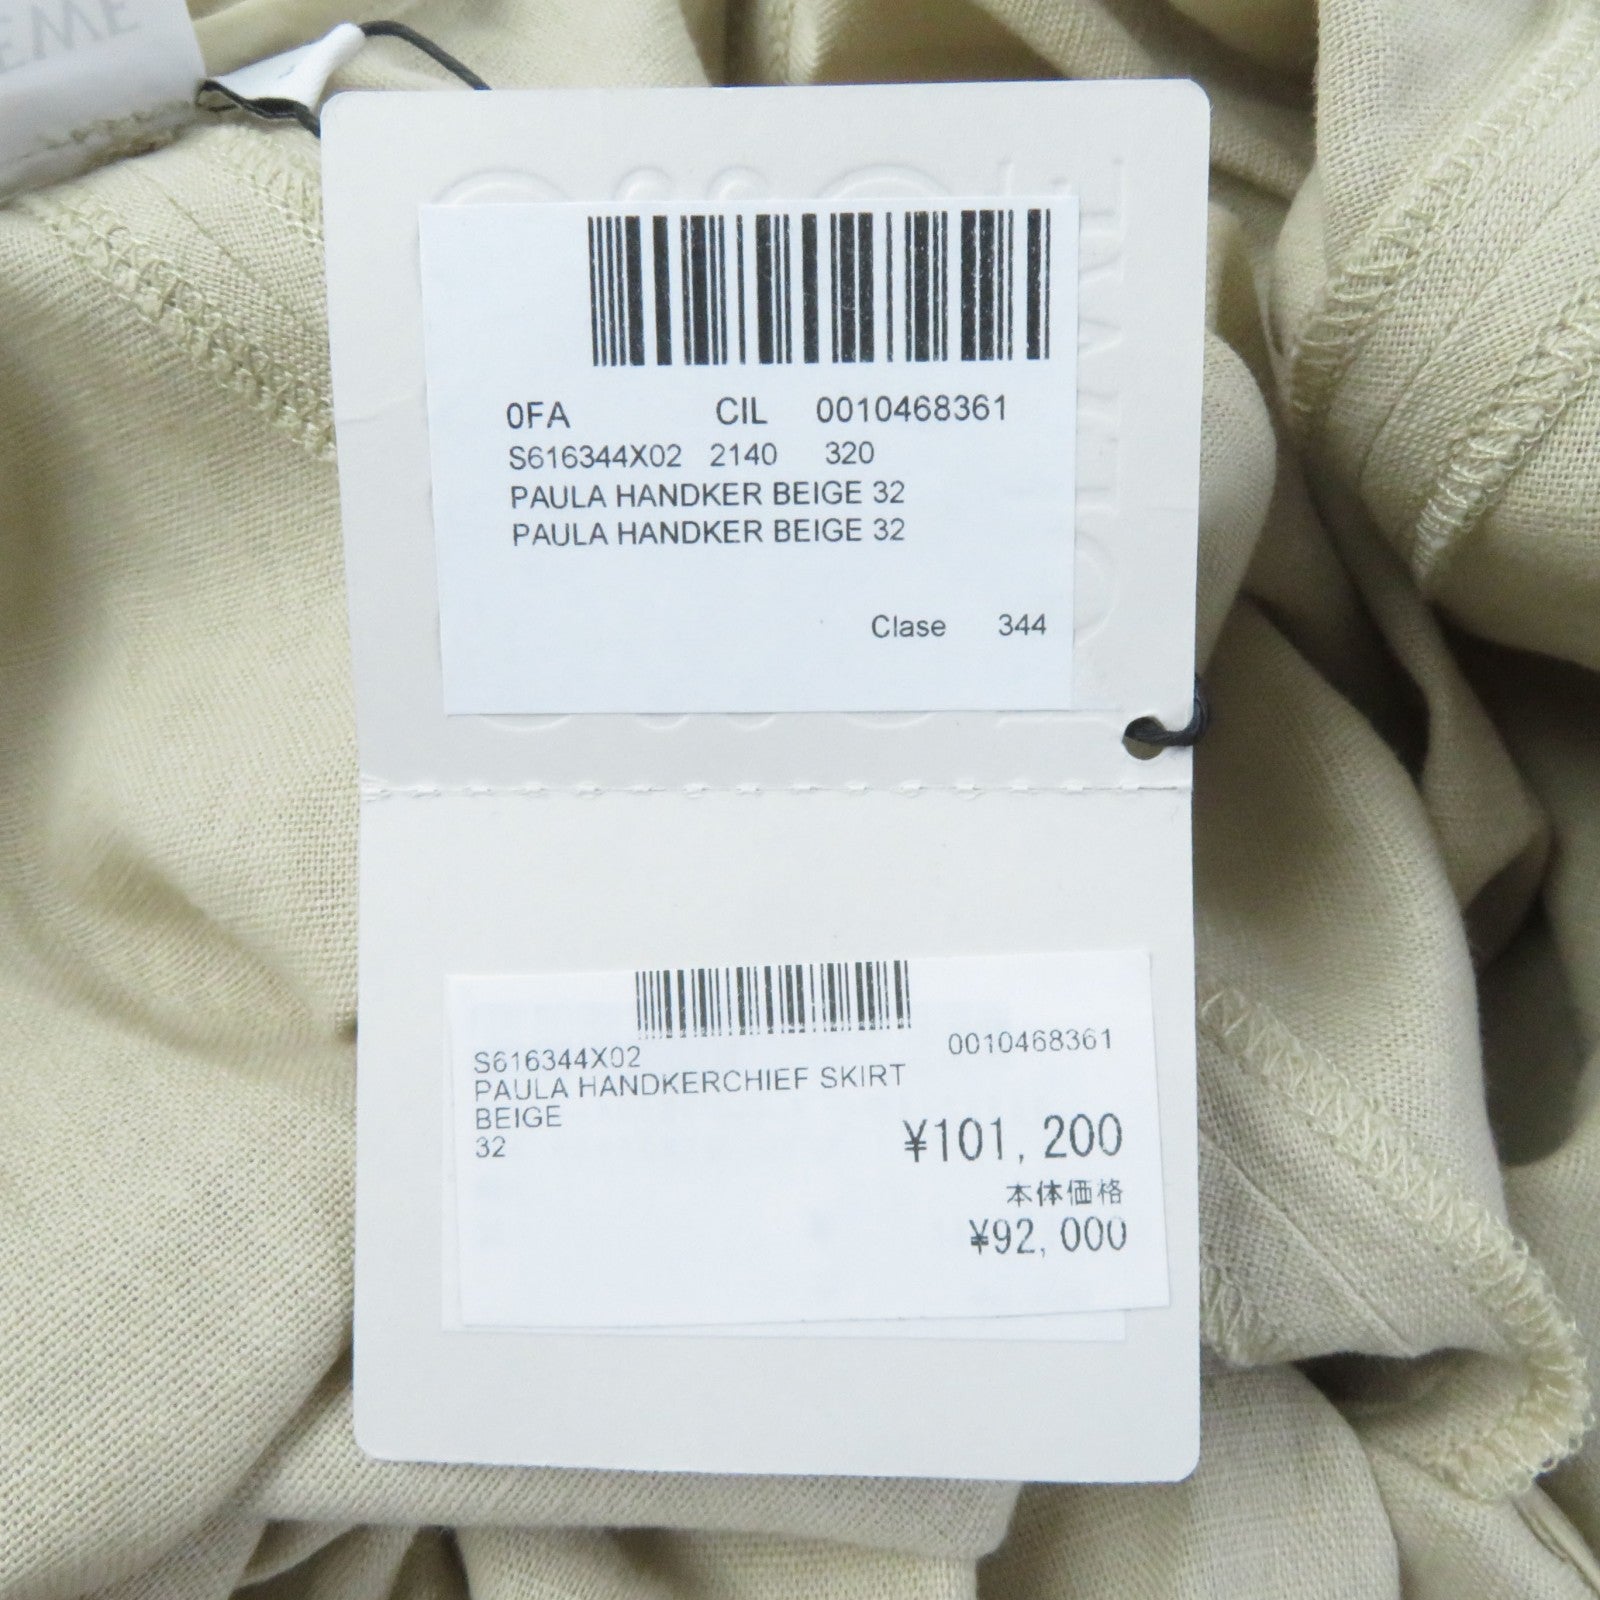 0FA CIL 0010468361
S616344X02 2140 320
PAULA HANDKER BEIGE 32
PAULA HANDKER BEIGE 32
Clase 344
S616344X02 0010468361
PAULA HANDKERCHIEF SKIRT
BEIGE
32
¥101,200
本体価格
¥92,000